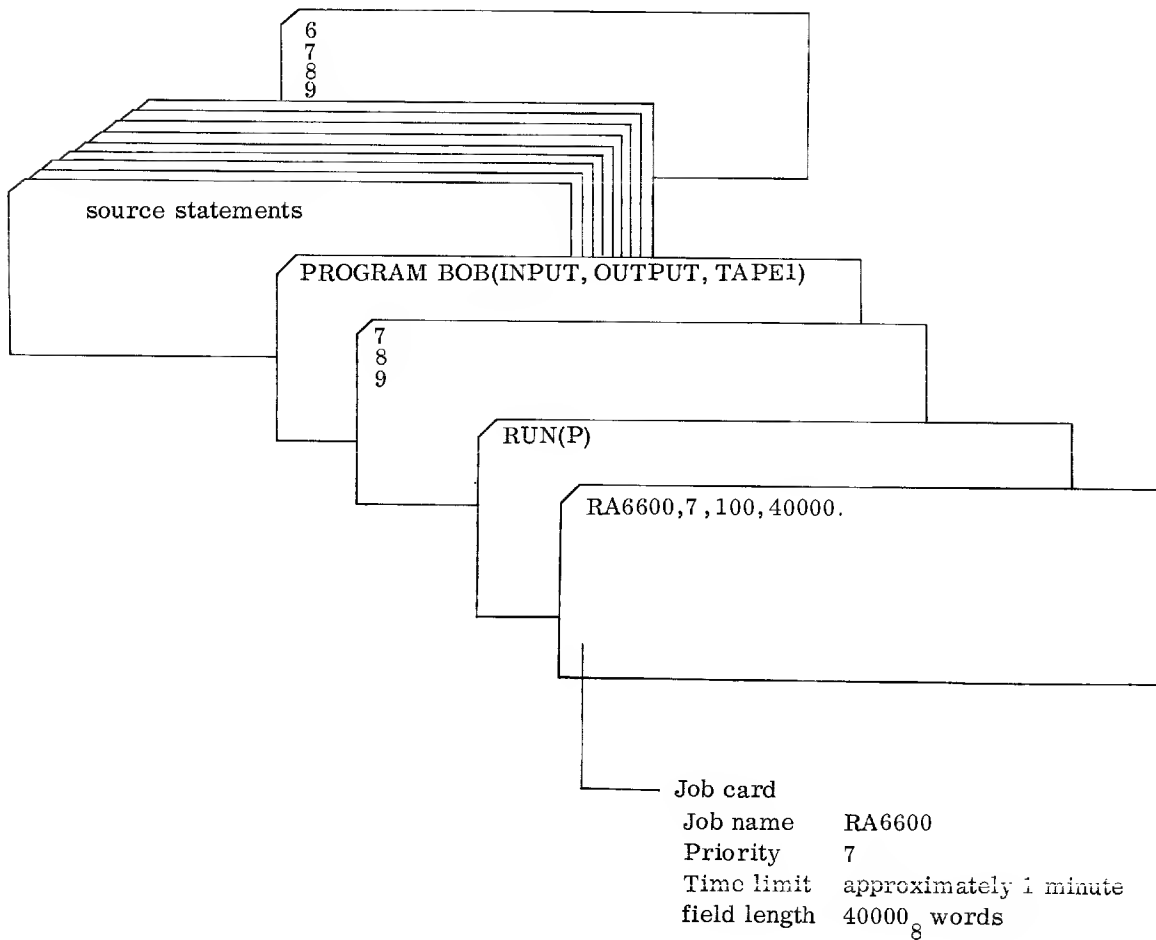 6
7
8
9
source statements
PROGRAM BOB(INPUT, OUTPUT, TAPE1)
7
8
9
RUN(P)
RA6600,7,100,40000.
Job card
Job name RA6600
Priority 7
Time limit approximately 1 minute
field length 40000₈ words